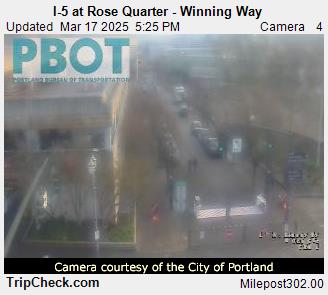 I-5 at Rose Quarter - Winning Way
Updated Mar 17 2025 5:25 PM Camera 4
PBOT
PORTLAND BUREAU OF TRANSPORTATION
Camera courtesy of the City of Portland
TripCheck.com Milepost302.00